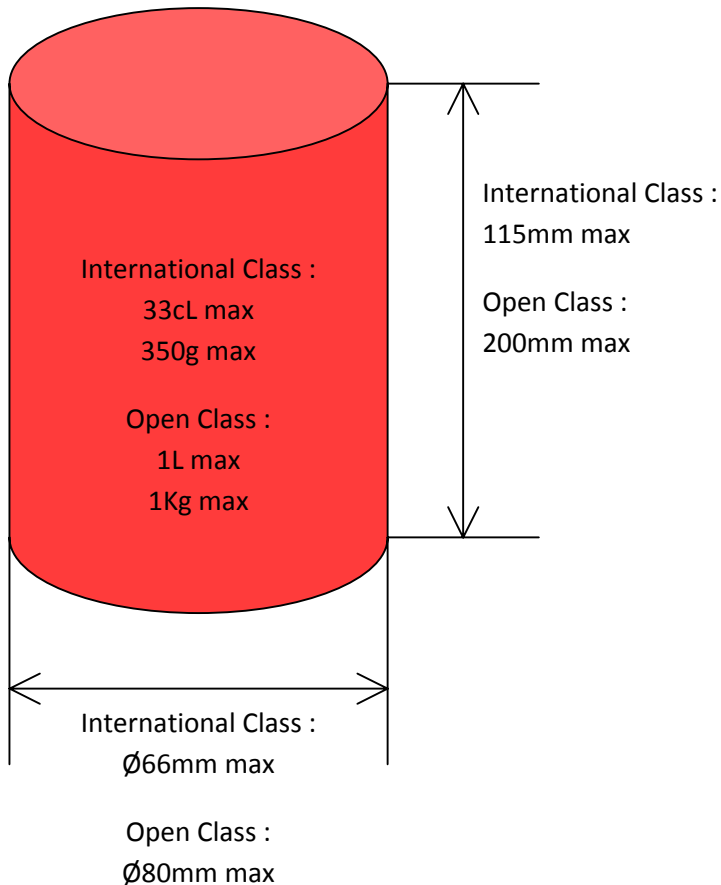 International Class :
115mm max
Open Class :
200mm max
International Class :
33cL max
350g max
Open Class :
1L max
1Kg max
International Class :
Ø66mm max
Open Class :
Ø80mm max